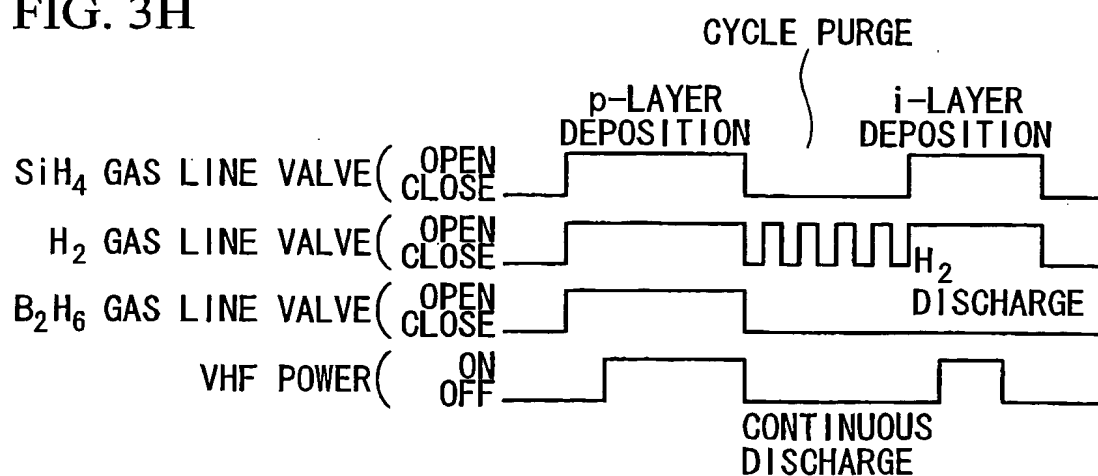 FIG. 3H
CYCLE PURGE
p-LAYER
DEPOSITION
i-LAYER
DEPOSITION
SiH4 GAS LINE VALVE( OPEN
CLOSE
H2 GAS LINE VALVE( OPEN
CLOSE
H2
DISCHARGE
B2H6 GAS LINE VALVE( OPEN
CLOSE
VHF POWER( ON
OFF
CONTINUOUS
DISCHARGE